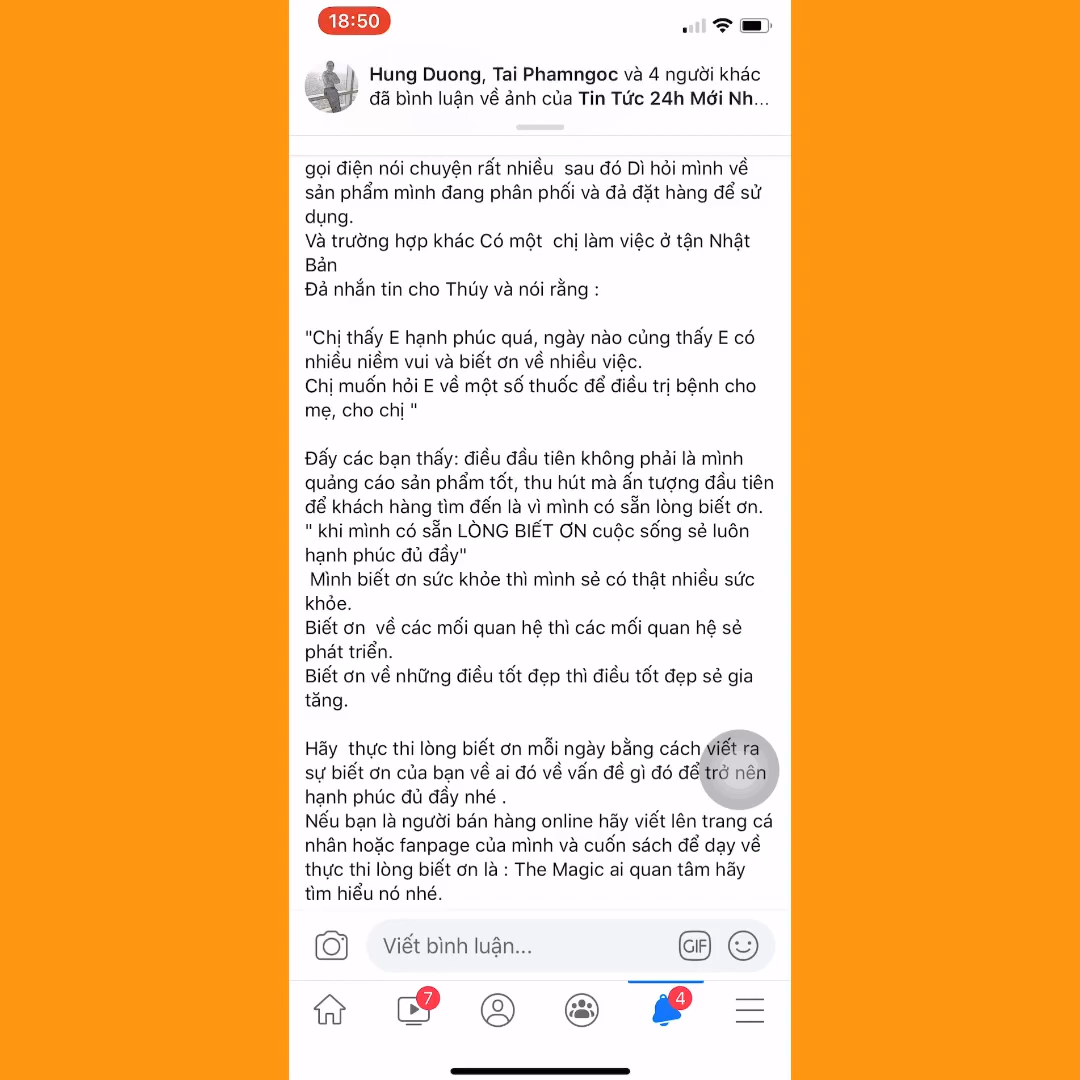 18:50
Hung Duong, Tai Phamngoc và 4 người khác
đã bình luận về ảnh của Tin Tức 24h Mới Nh...
gọi điện nói chuyện rất nhiều sau đó Dì hỏi mình về
sản phẩm mình đang phân phối và đả đặt hàng để sử
dụng.
Và trường hợp khác Có một chị làm việc ở tận Nhật
Bản
Đả nhắn tin cho Thúy và nói rằng :
"Chị thấy E hạnh phúc quá, ngày nào củng thấy E có
nhiều niềm vui và biết ơn về nhiều việc.
Chị muốn hỏi E về một số thuốc để điều trị bệnh cho
mẹ, cho chị "
Đấy các bạn thấy: điều đầu tiên không phải là mình
quảng cáo sản phẩm tốt, thu hút mà ấn tượng đầu tiên
để khách hàng tìm đến là vì mình có sẵn lòng biết ơn.
" khi mình có sẵn LÒNG BIẾT ƠN cuộc sống sẻ luôn
hạnh phúc đủ đầy"
Mình biết ơn sức khỏe thì mình sẻ có thật nhiều sức
khỏe.
Biết ơn về các mối quan hệ thì các mối quan hệ sẻ
phát triển.
Biết ơn về những điều tốt đẹp thì điều tốt đẹp sẻ gia
tăng.
Hãy thực thi lòng biết ơn mỗi ngày bằng cách viết ra
sự biết ơn của bạn về ai đó về vấn đề gì đó để trở nên
hạnh phúc đủ đầy nhé .
Nếu bạn là người bán hàng online hãy viết lên trang cá
nhân hoặc fanpage của mình và cuốn sách để dạy về
thực thi lòng biết ơn là : The Magic ai quan tâm hãy
tìm hiểu nó nhé.
Viết bình luận...
GIF
7
4